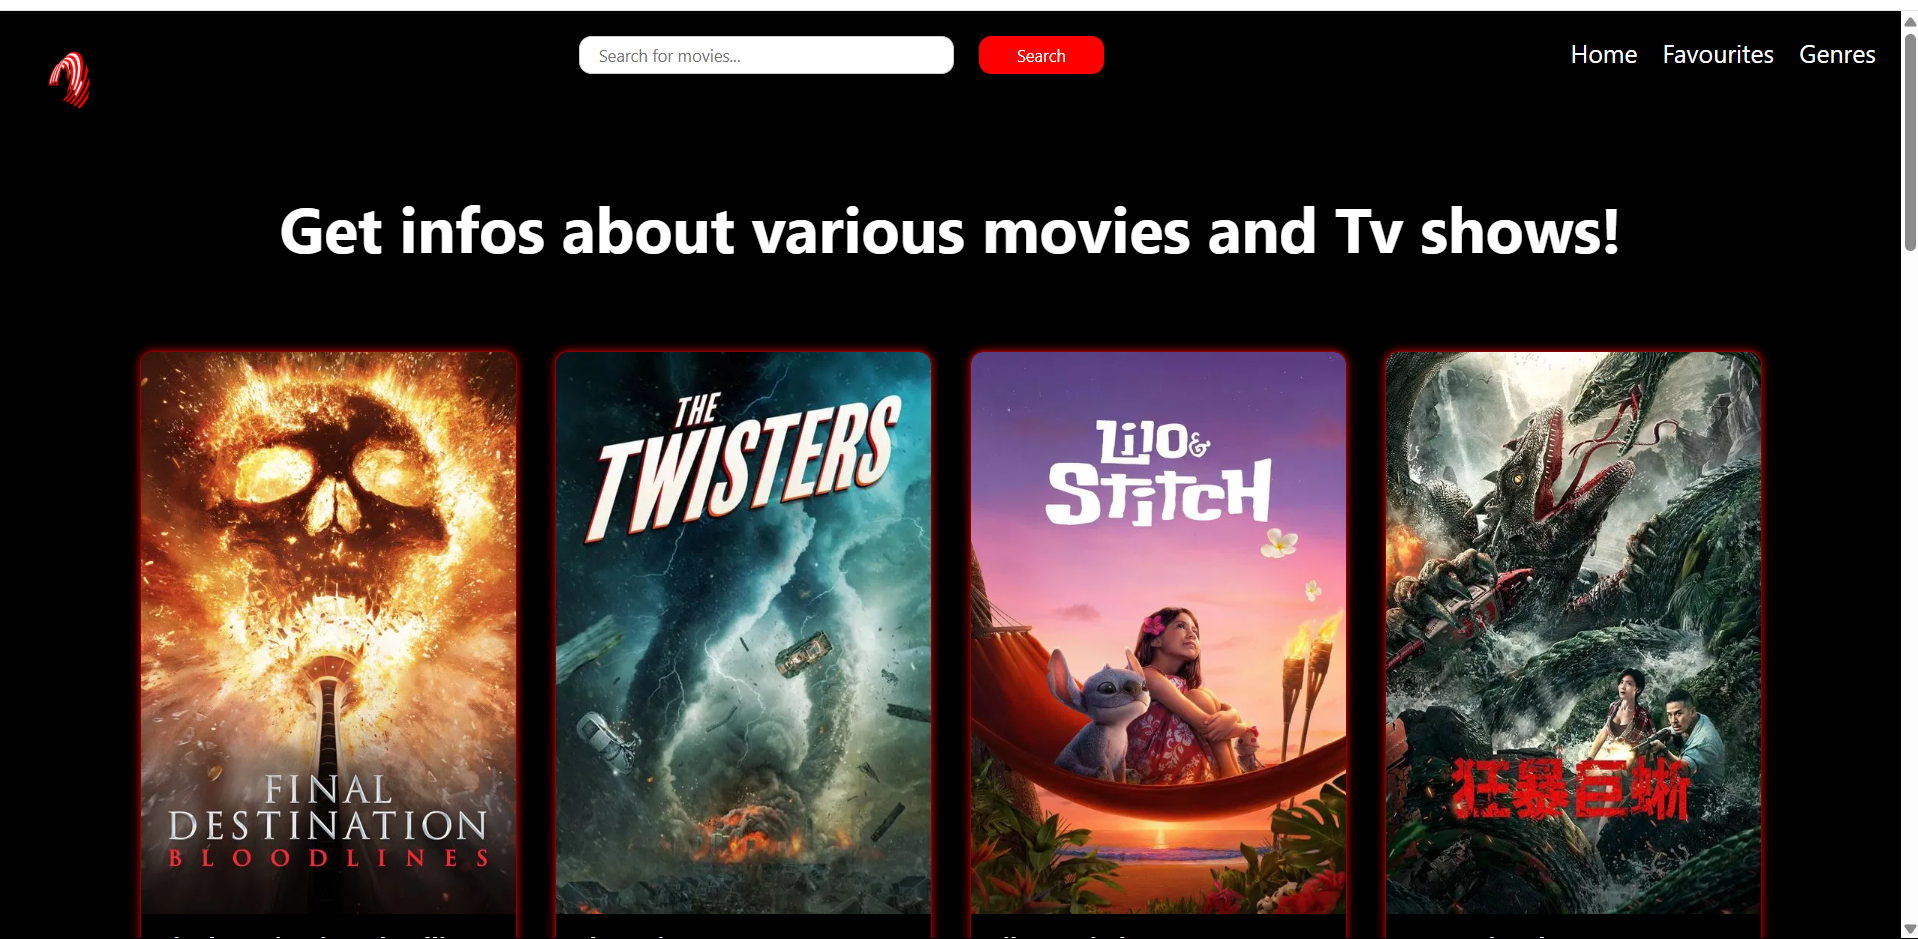 Search for movies...
Search
Home
Favourites
Genres
Get infos about various movies and Tv shows!
FINAL
DESTINATION
BLOODLINES
THE
TWISTERS
Lilo &
Stitch
狂暴巨蜥